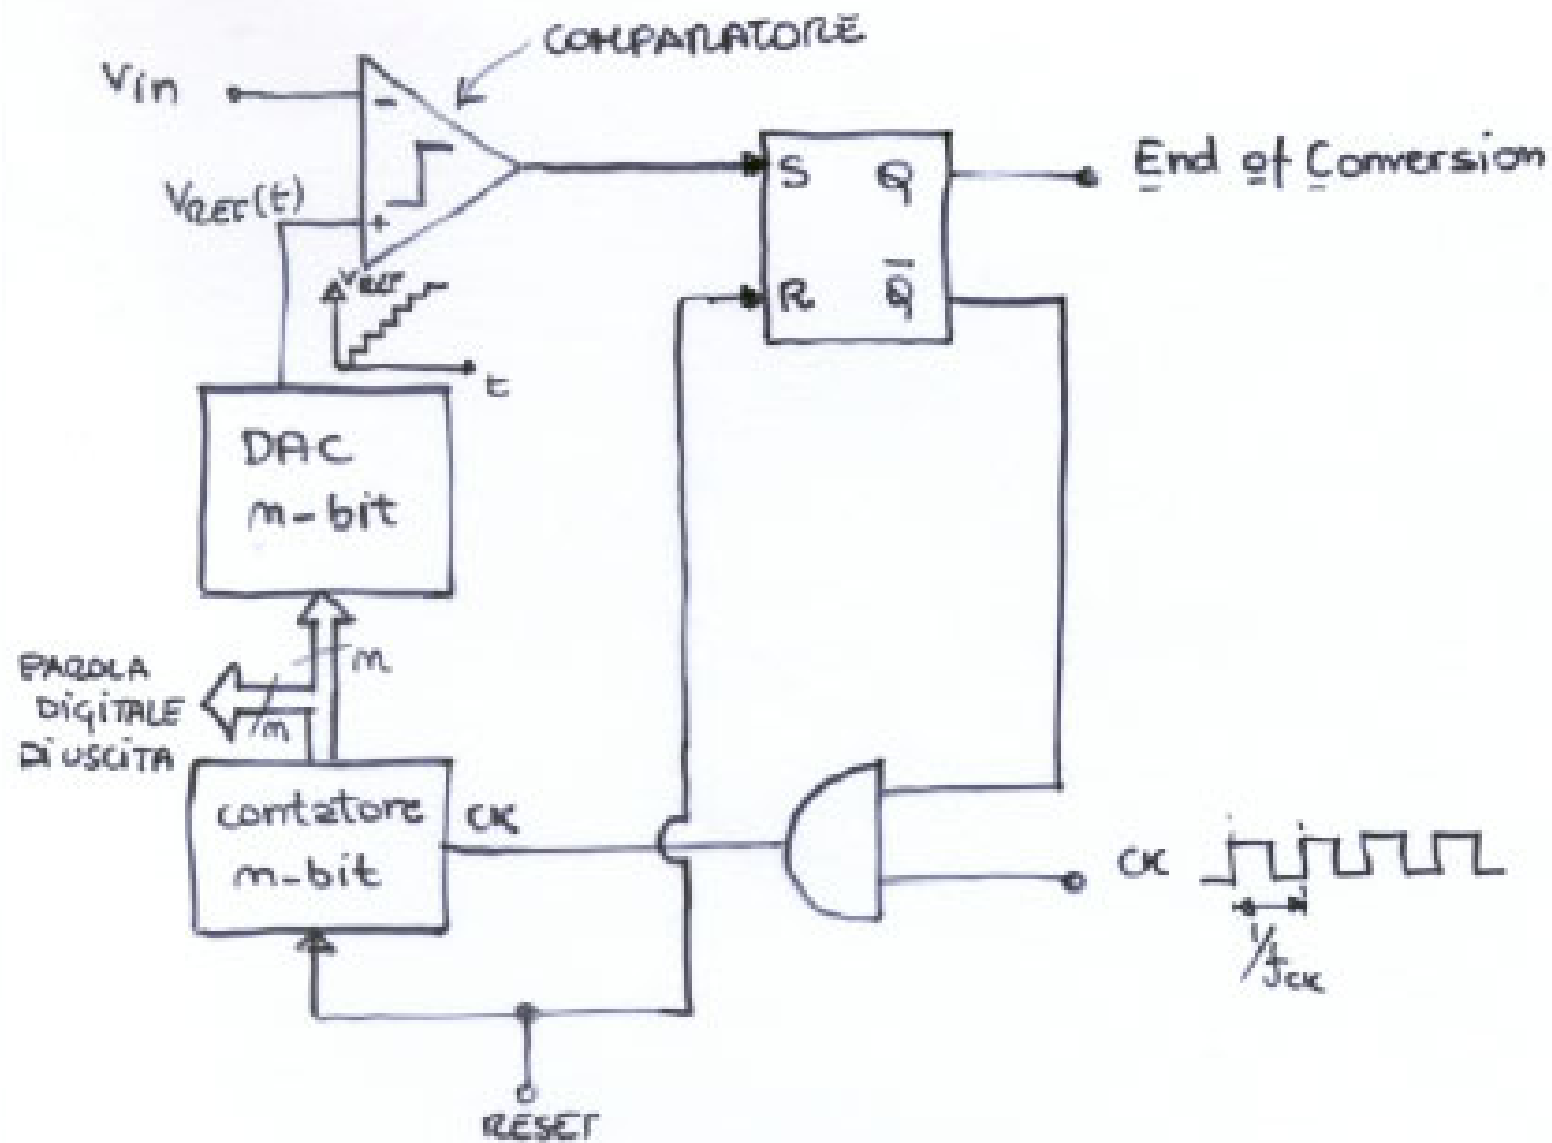 COMPARATORE
Vin
-
VREF(t)
+
VREF
t
S
Q
End of Conversion
R
Q̅
DAC
n-bit
n
PAROLA
DIGITALE
DI USCITA
n
contatore
n-bit
CK
CK
1/fCK
RESET